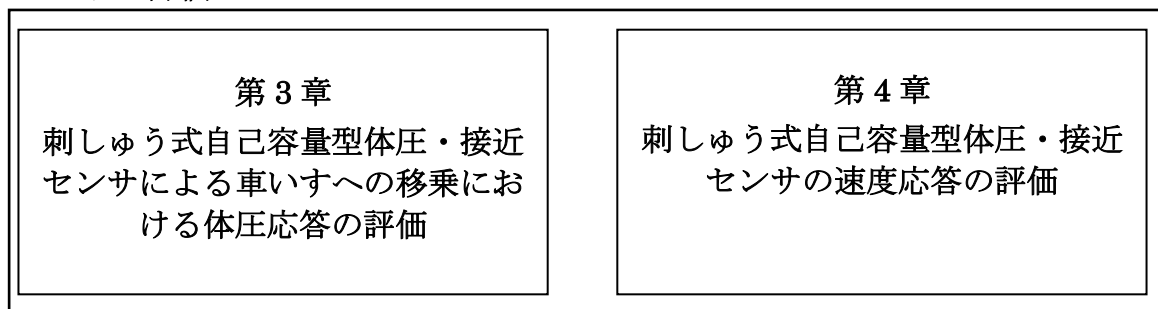 第 3 章
刺しゅう式自己容量型体圧・接近
センサによる車いすへの移乗にお
ける体圧応答の評価
第 4 章
刺しゅう式自己容量型体圧・接近
センサの速度応答の評価